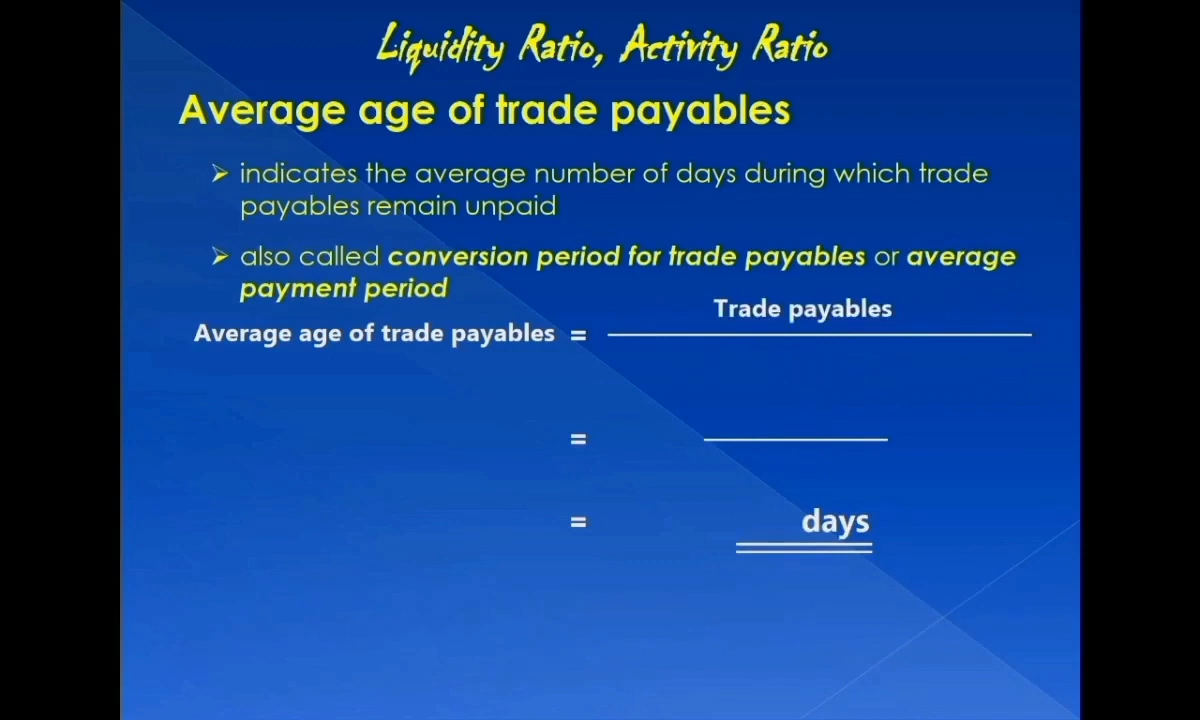 Liquidity Ratio, Activity Ratio
Average age of trade payables
➢ indicates the average number of days during which trade
payables remain unpaid
➢ also called conversion period for trade payables or average
payment period
Trade payables
Average age of trade payables =
=
= days